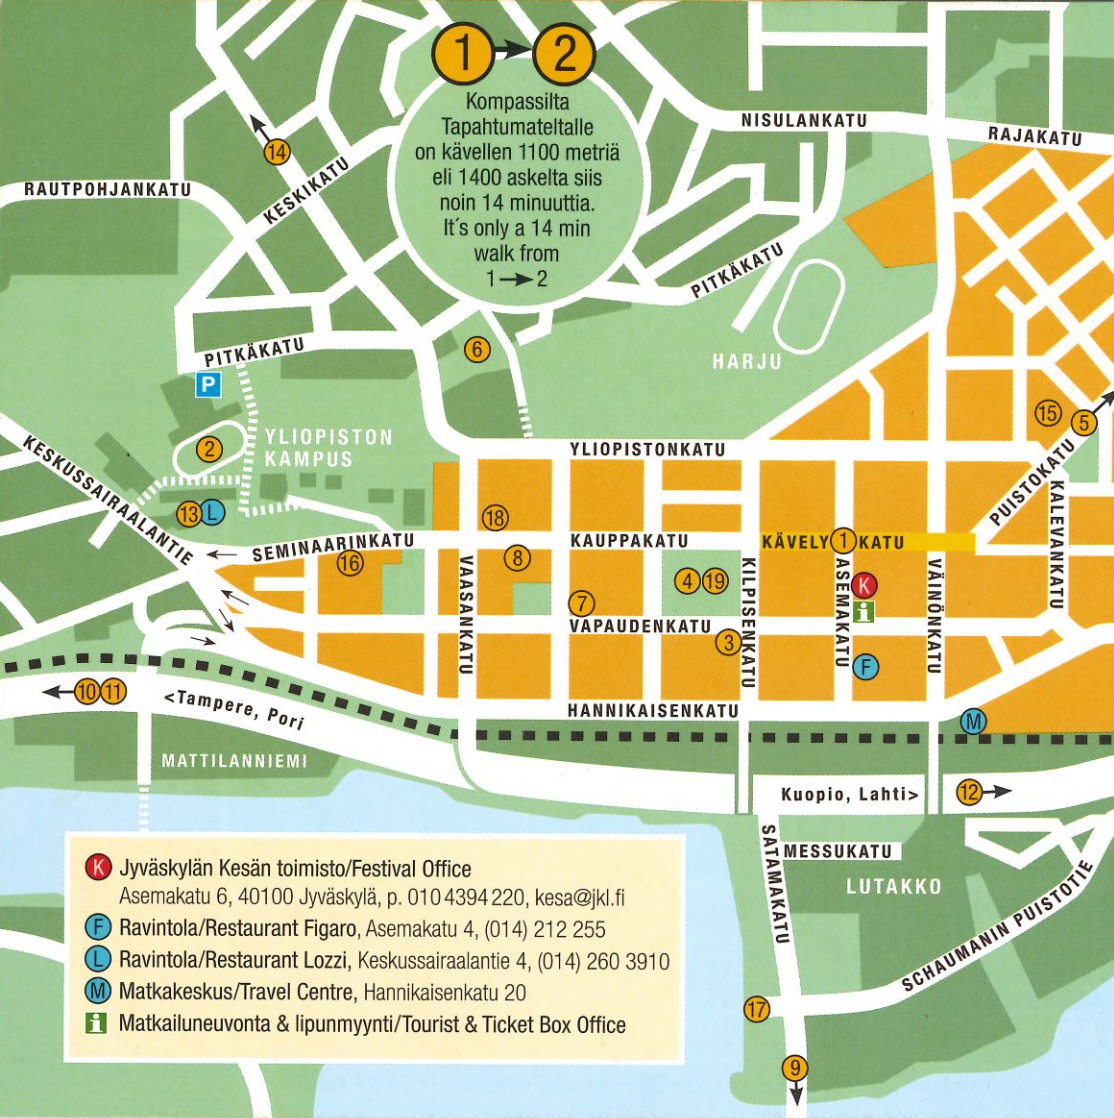 1 2
Kompassilta
Tapahtumateltalle
on kävellen 1100 metriä
eli 1400 askelta siis
noin 14 minuuttia.
It´s only a 14 min
walk from
1 2
NISULANKATU
RAJAKATU
14
KESKIKATU
RAUTPOHJANKATU
PITKÄKATU
HARJU
PITKÄKATU
6
P
15
5
2
YLIOPISTON
KAMPUS
YLIOPISTONKATU
PUISTOKATU
KALEVANKATU
KESKUSSAIRAALANTIE
13 L
18
SEMINAARINKATU
KAUPPAKATU
KÄVELY 1 KATU
16
8
VAASANKATU
KILPISENKATU
ASEMAKATU
VÄINÖNKATU
4 19
K
i
7
VAPAUDENKATU
3
F
10 11
<Tampere, Pori
HANNIKAISENKATU
M
MATTILANNIEMI
Kuopio, Lahti>
12
SATAMAKATU
MESSUKATU
LUTAKKO
SCHAUMANIN PUISTOTIE
17
9
K Jyväskylän Kesän toimisto/Festival Office
Asemakatu 6, 40100 Jyväskylä, p. 010 4394 220, kesa@jkl.fi
F Ravintola/Restaurant Figaro, Asemakatu 4, (014) 212 255
L Ravintola/Restaurant Lozzi, Keskussairaalantie 4, (014) 260 3910
M Matkakeskus/Travel Centre, Hannikaisenkatu 20
i Matkailuneuvonta & lipunmyynti/Tourist & Ticket Box Office